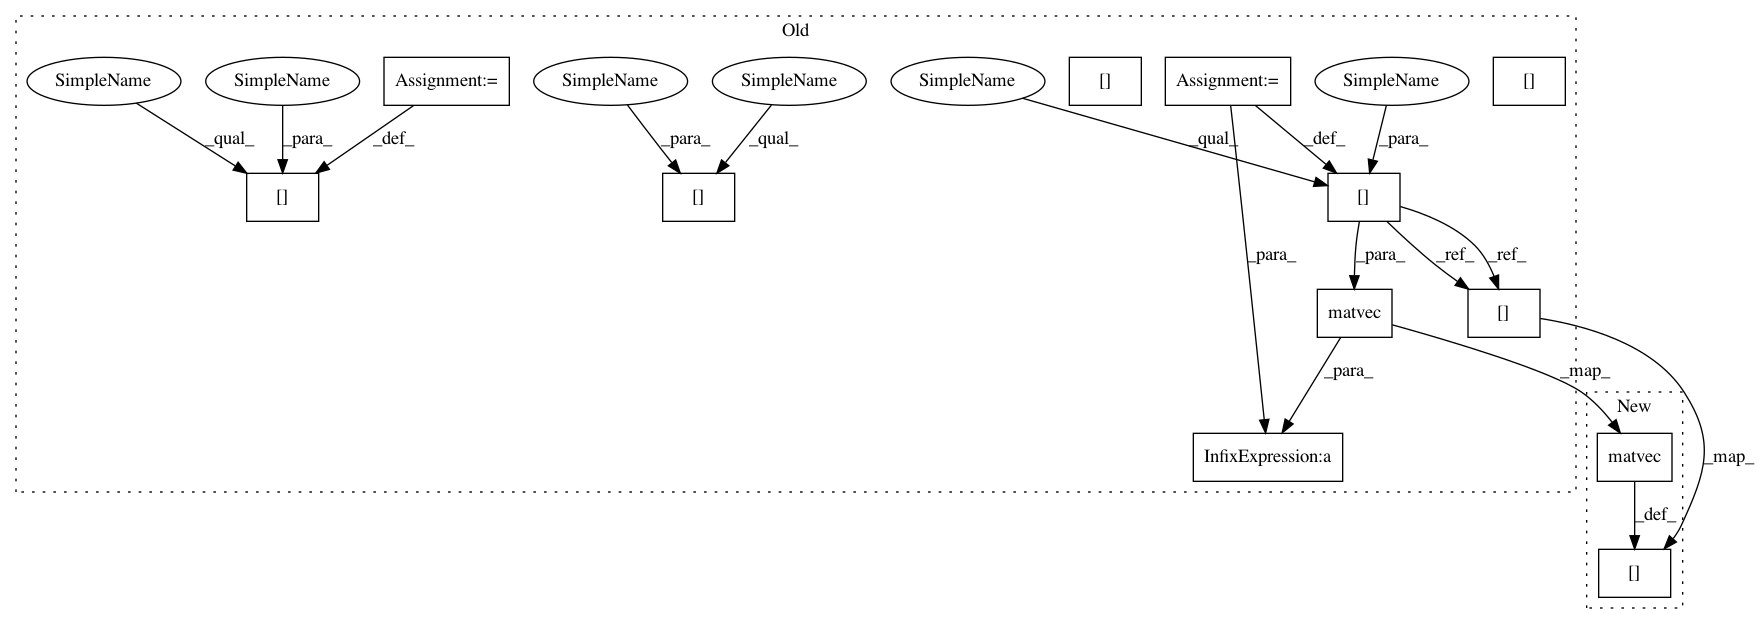 Old
SimpleName SimpleName Assignment:= SimpleName SimpleName SimpleName [] Assignment:= SimpleName []
_qual_ _para_ _def_ _para_ _qual_ _qual_ _def_ _para_
[] [] []
_para_ _para_ _ref_ _ref_
matvec []
_para_ _map_
New
InfixExpression:a matvec _map_
_def_
[]